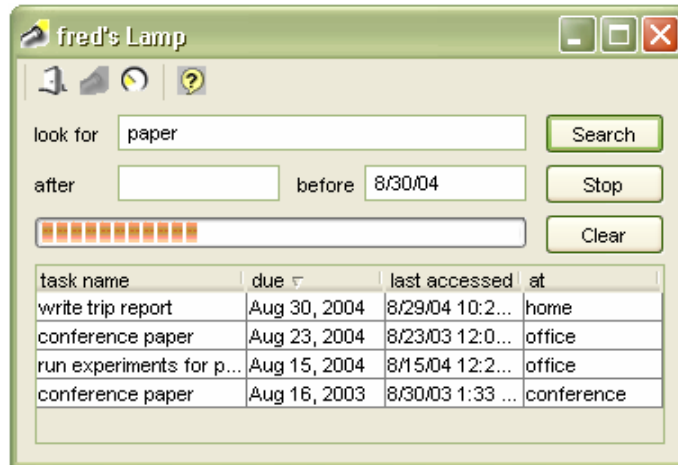 fred's Lamp
look for paper Search
after before 8/30/04 Stop
Clear
task name due last accessed at
write trip report Aug 30, 2004 8/29/04 10:2... home
conference paper Aug 23, 2004 8/23/03 12:0... office
run experiments for p... Aug 15, 2004 8/15/04 12:2... office
conference paper Aug 16, 2003 8/30/03 1:33 ... conference